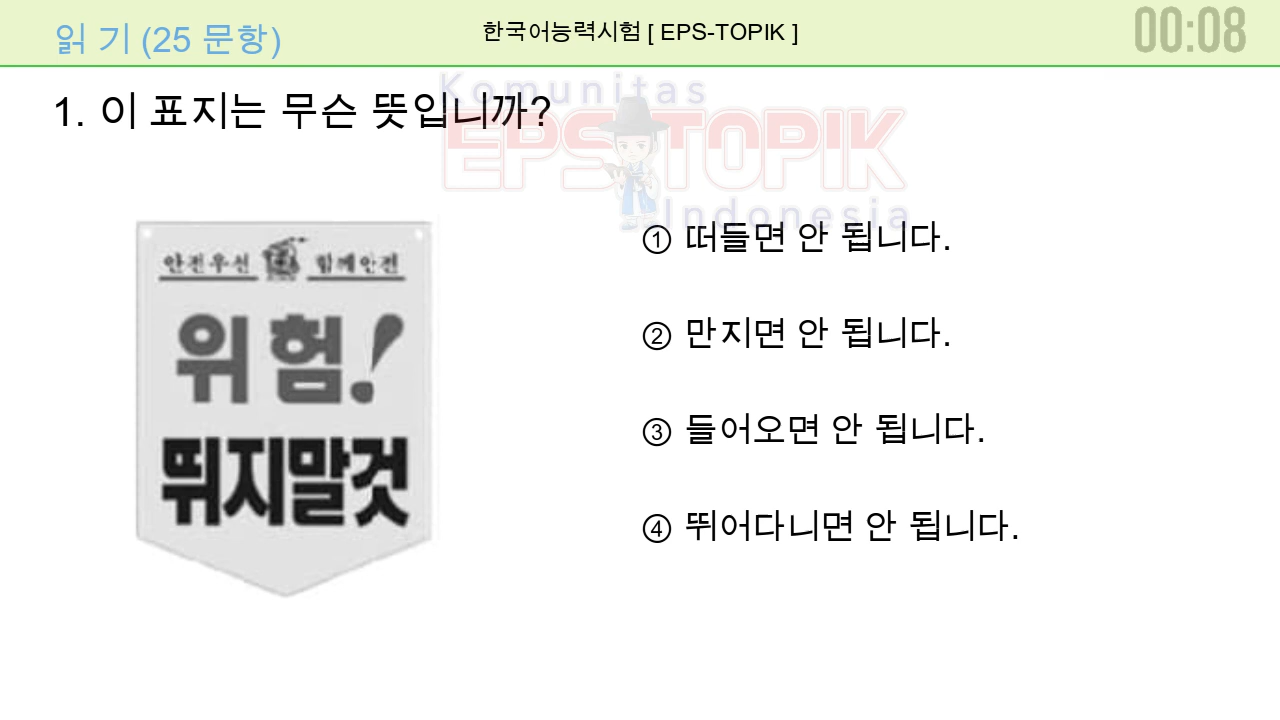 읽 기 (25 문항)
한국어능력시험 [ EPS-TOPIK ]
00:08
Komunitas
EPS TOPIK
Indonesia
1. 이 표지는 무슨 뜻입니까?
안전우선 함께안전
위험!
뛰지말것
① 떠들면 안 됩니다.
② 만지면 안 됩니다.
③ 들어오면 안 됩니다.
④ 뛰어다니면 안 됩니다.